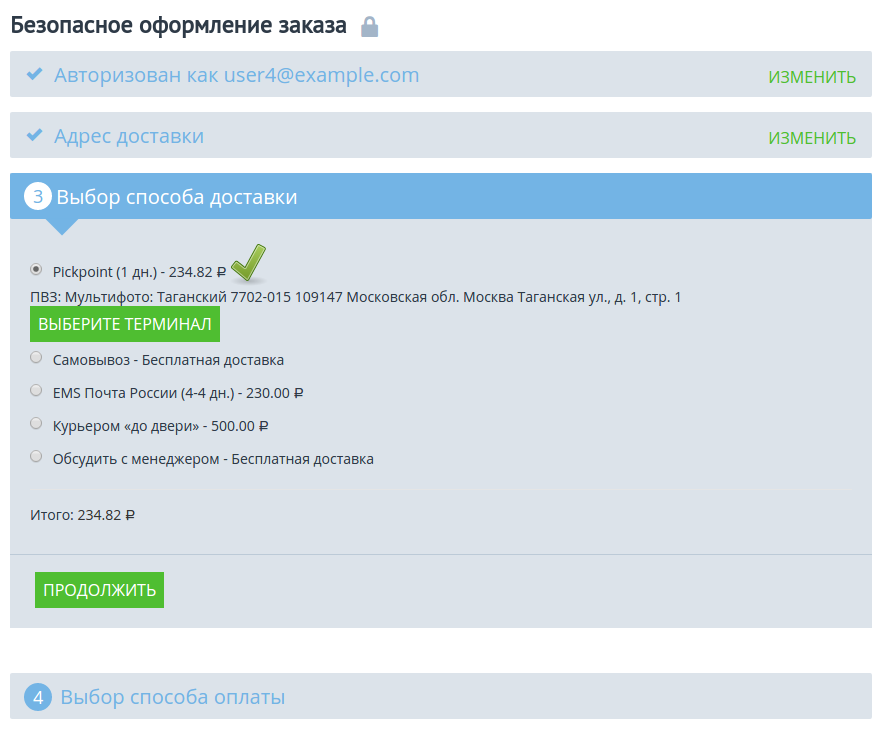 Безопасное оформление заказа
Авторизован как user4@example.com
ИЗМЕНИТЬ
Адрес доставки
ИЗМЕНИТЬ
3 Выбор способа доставки
Pickpoint (1 дн.) - 234.82 ₽
ПВЗ: Мультифото: Таганский 7702-015 109147 Московская обл. Москва Таганская ул., д. 1, стр. 1
ВЫБЕРИТЕ ТЕРМИНАЛ
Самовывоз - Бесплатная доставка
EMS Почта России (4-4 дн.) - 230.00 ₽
Курьером «до двери» - 500.00 ₽
Обсудить с менеджером - Бесплатная доставка
Итого: 234.82 ₽
ПРОДОЛЖИТЬ
4 Выбор способа оплаты